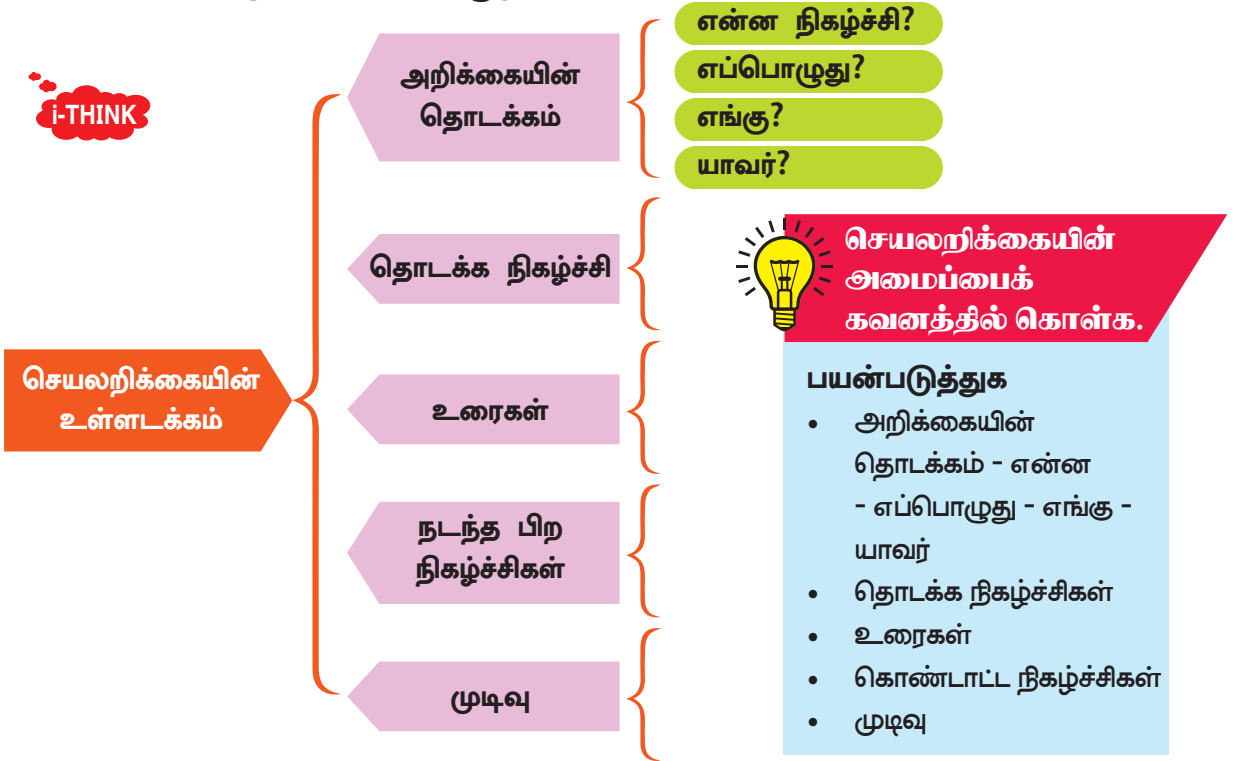 i-THINK
செயலறிக்கையின்
உள்ளடக்கம்
அறிக்கையின்
தொடக்கம்
என்ன நிகழ்ச்சி?
எப்பொழுது?
எங்கு?
யாவர்?
தொடக்க நிகழ்ச்சி
உரைகள்
நடந்த பிற
நிகழ்ச்சிகள்
முடிவு
செயலறிக்கையின்
அமைப்பைக்
கவனத்தில் கொள்க.
பயன்படுத்துக
• அறிக்கையின்
தொடக்கம் - என்ன
- எப்பொழுது - எங்கு -
யாவர்
• தொடக்க நிகழ்ச்சிகள்
• உரைகள்
• கொண்டாட்ட நிகழ்ச்சிகள்
• முடிவு